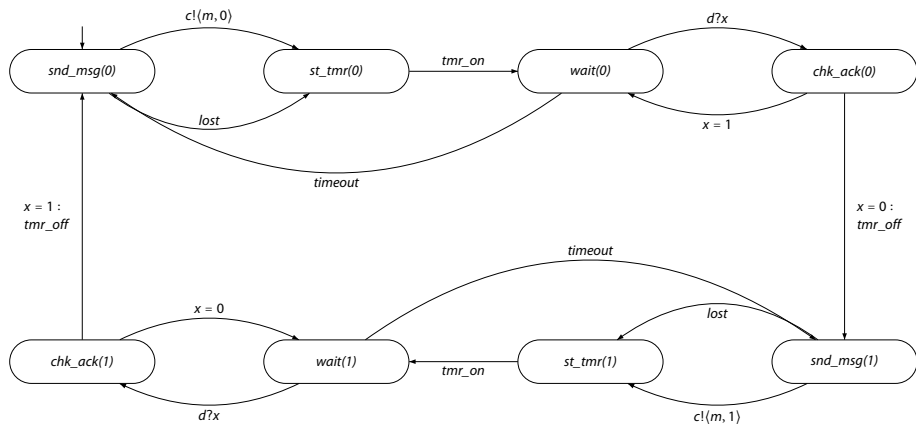 c!⟨m, 0⟩
d?x
snd_msg(0)
st_tmr(0)
tmr_on
wait(0)
chk_ack(0)
lost
x = 1
timeout
x = 1 :
tmr_off
x = 0 :
tmr_off
timeout
x = 0
lost
chk_ack(1)
wait(1)
tmr_on
st_tmr(1)
snd_msg(1)
d?x
c!⟨m, 1⟩